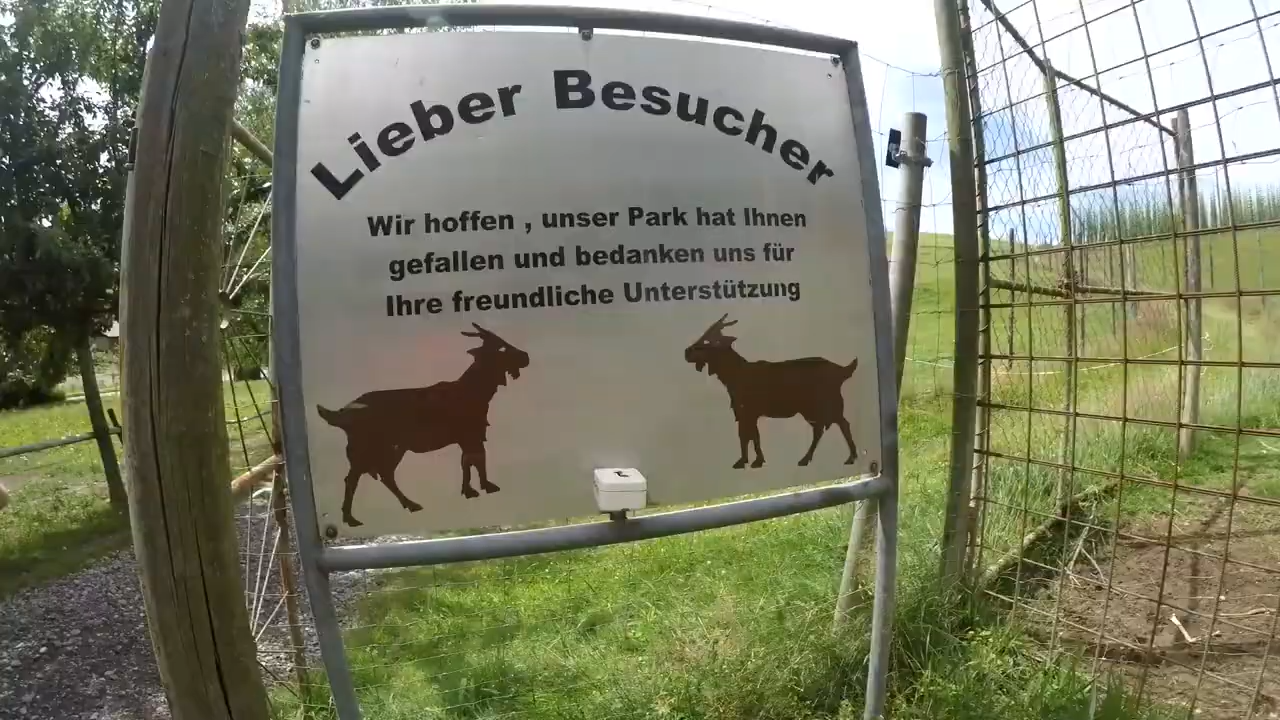 Lieber Besucher
Wir hoffen , unser Park hat Ihnen
gefallen und bedanken uns für
Ihre freundliche Unterstützung